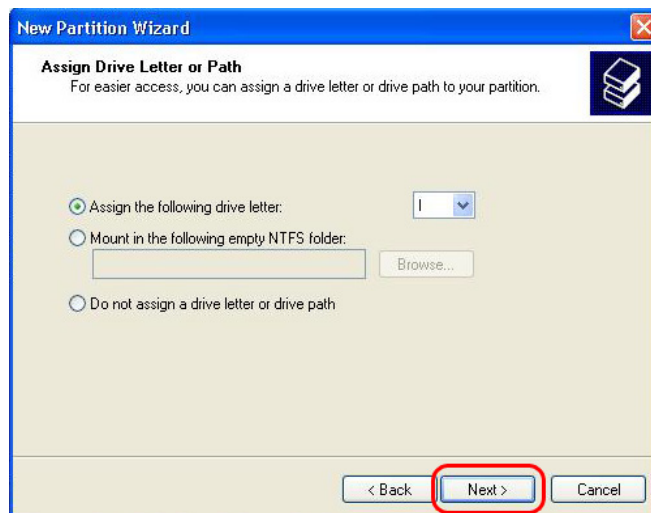 New Partition Wizard
Assign Drive Letter or Path
For easier access, you can assign a drive letter or drive path to your partition.
Assign the following drive letter: I
Mount in the following empty NTFS folder:
Browse...
Do not assign a drive letter or drive path
< Back Next > Cancel